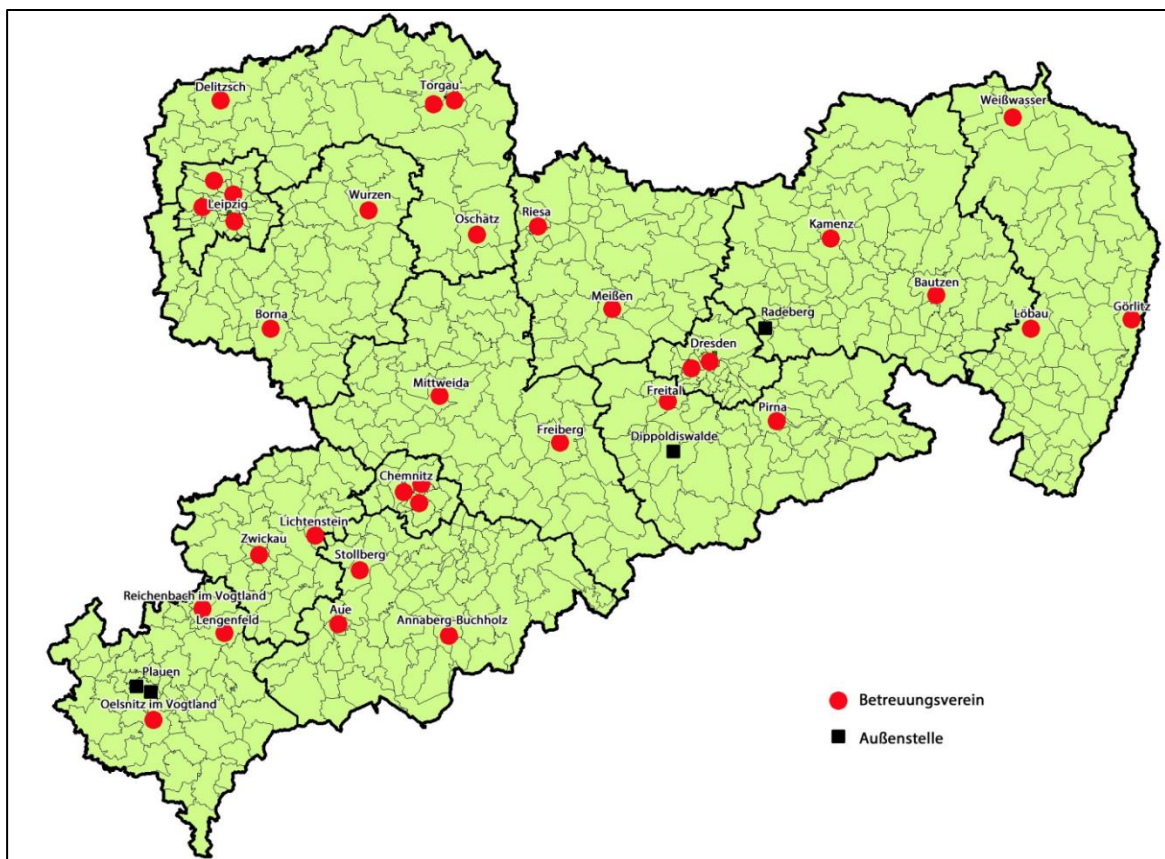 Delitzsch
Torgau
Weißwasser
Leipzig
Wurzen
Oschatz
Riesa
Kamenz
Borna
Meißen
Radeberg
Bautzen
Löbau
Görlitz
Dresden
Mittweida
Freital
Pirna
Freiberg
Dippoldiswalde
Chemnitz
Lichtenstein
Zwickau
Stollberg
Reichenbach im Vogtland
Lengenfeld
Aue
Annaberg-Buchholz
Plauen
Oelsnitz im Vogtland
Betreuungsverein
Außenstelle